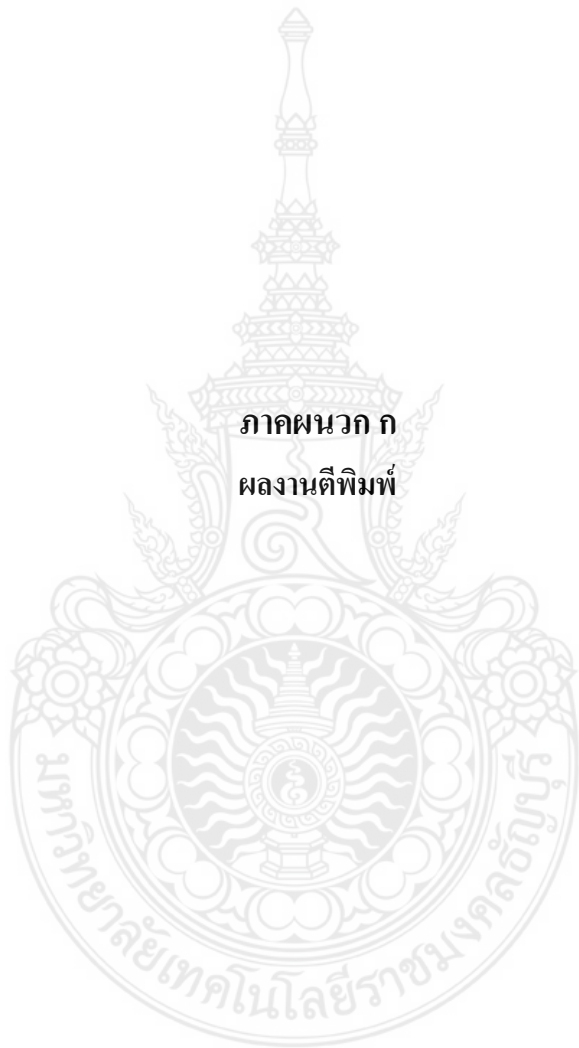 ภาคผนวก ก
ผลงานตีพิมพ์
มหาวิทยาลัยเทคโนโลยีราชมงคลธัญบุรี